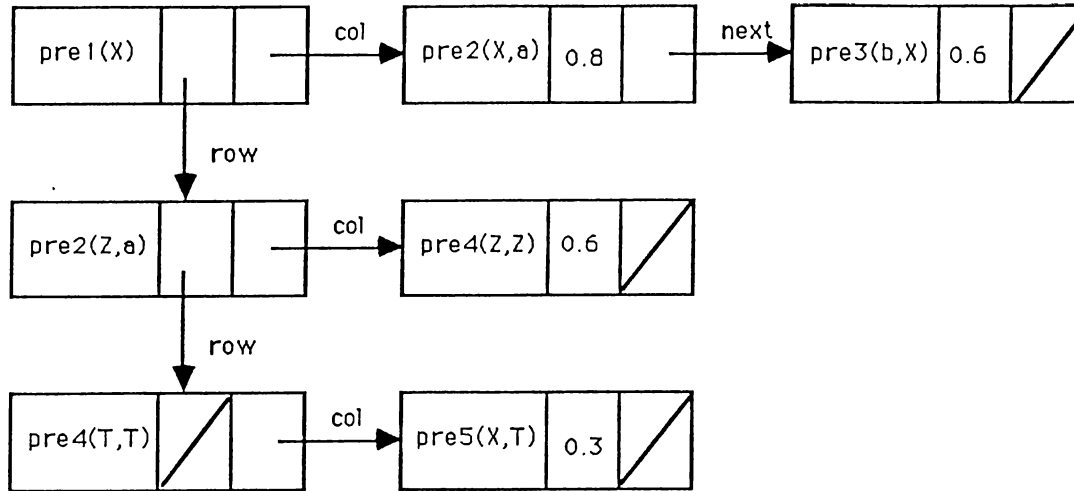 pre1(X) col pre2(X,a) 0.8 next pre3(b,X) 0.6
row
pre2(Z,a) col pre4(Z,Z) 0.6
row
pre4(T,T) col pre5(X,T) 0.3